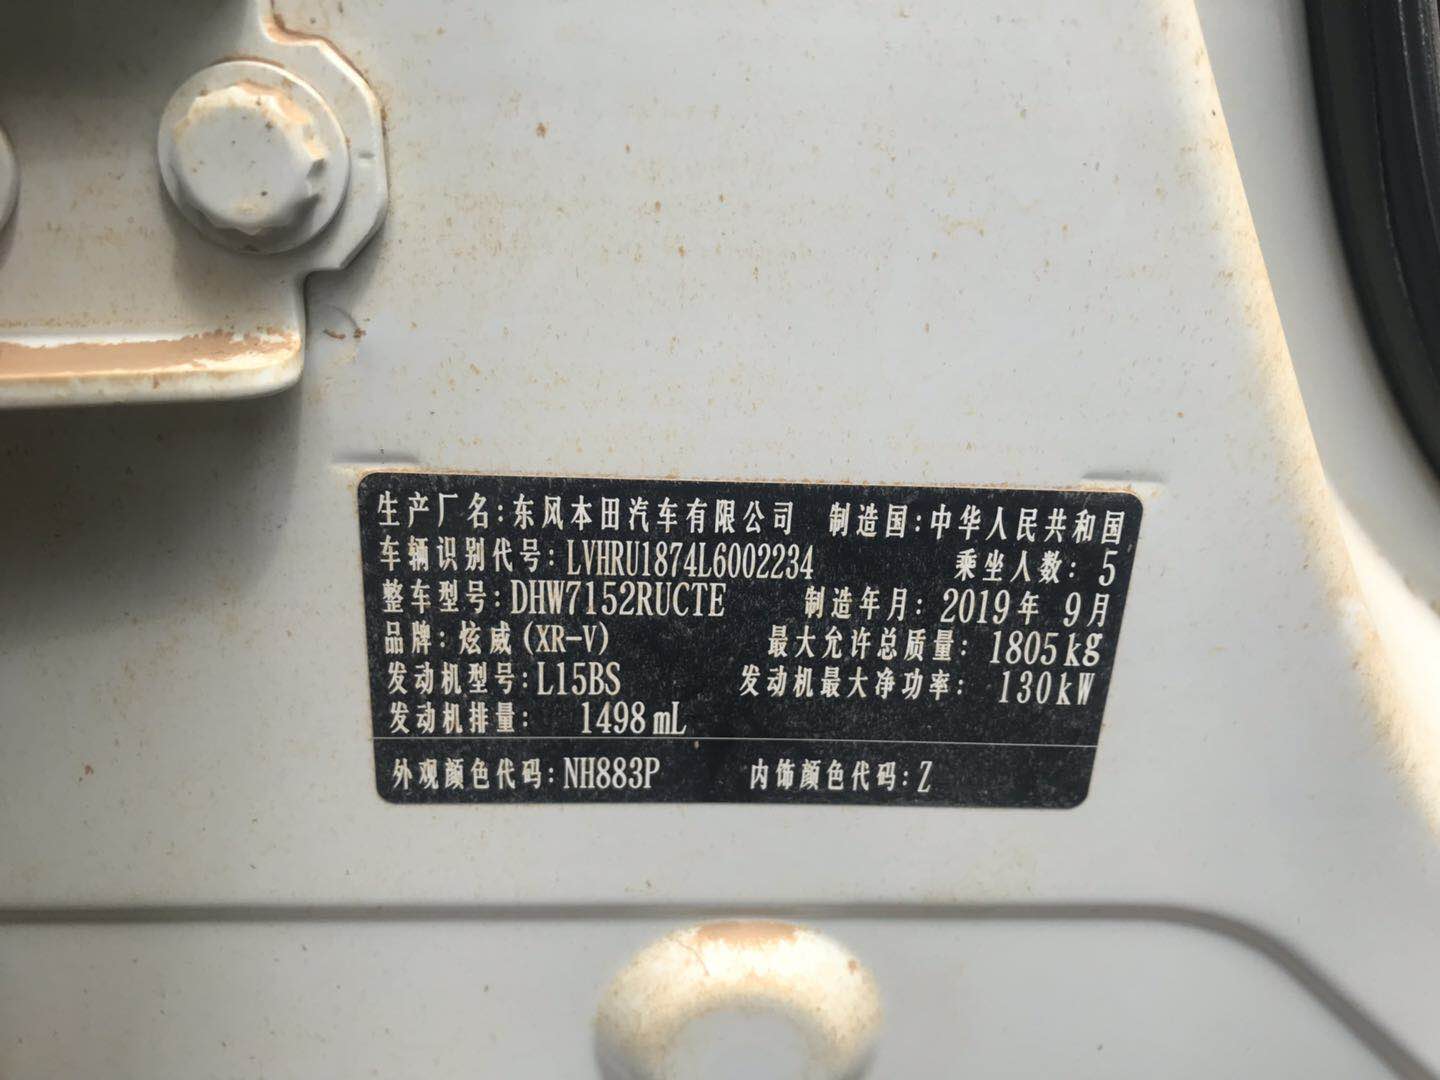 生产厂名:东风本田汽车有限公司 制造国:中华人民共和国
车辆识别代号:LVHRU1874L6002234 乘坐人数:5
整车型号:DHW7152RUCTE 制造年月:2019年 9月
品牌:炫威(XR-V) 最大允许总质量:1805kg
发动机型号:L15BS 发动机最大净功率:130kW
发动机排量: 1498mL
外观颜色代码:NH883P 内饰颜色代码:Z